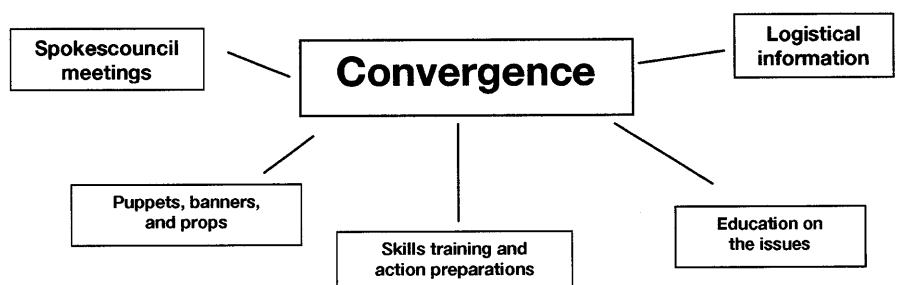 Spokescouncil
meetings
Convergence
Logistical
information
Puppets, banners,
and props
Skills training and
action preparations
Education on
the issues